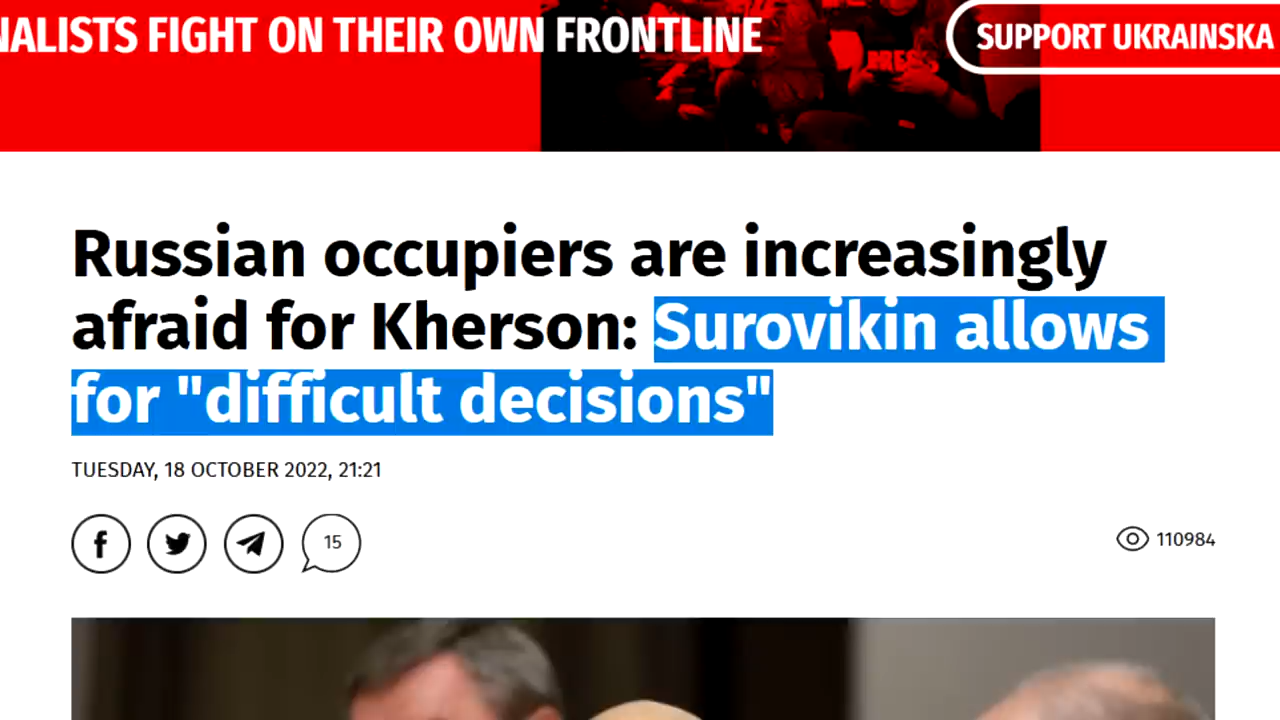 NALISTS FIGHT ON THEIR OWN FRONTLINE
PRESS
SUPPORT UKRAINSKA
Russian occupiers are increasingly
afraid for Kherson: Surovikin allows
for "difficult decisions"
TUESDAY, 18 OCTOBER 2022, 21:21
15
110984